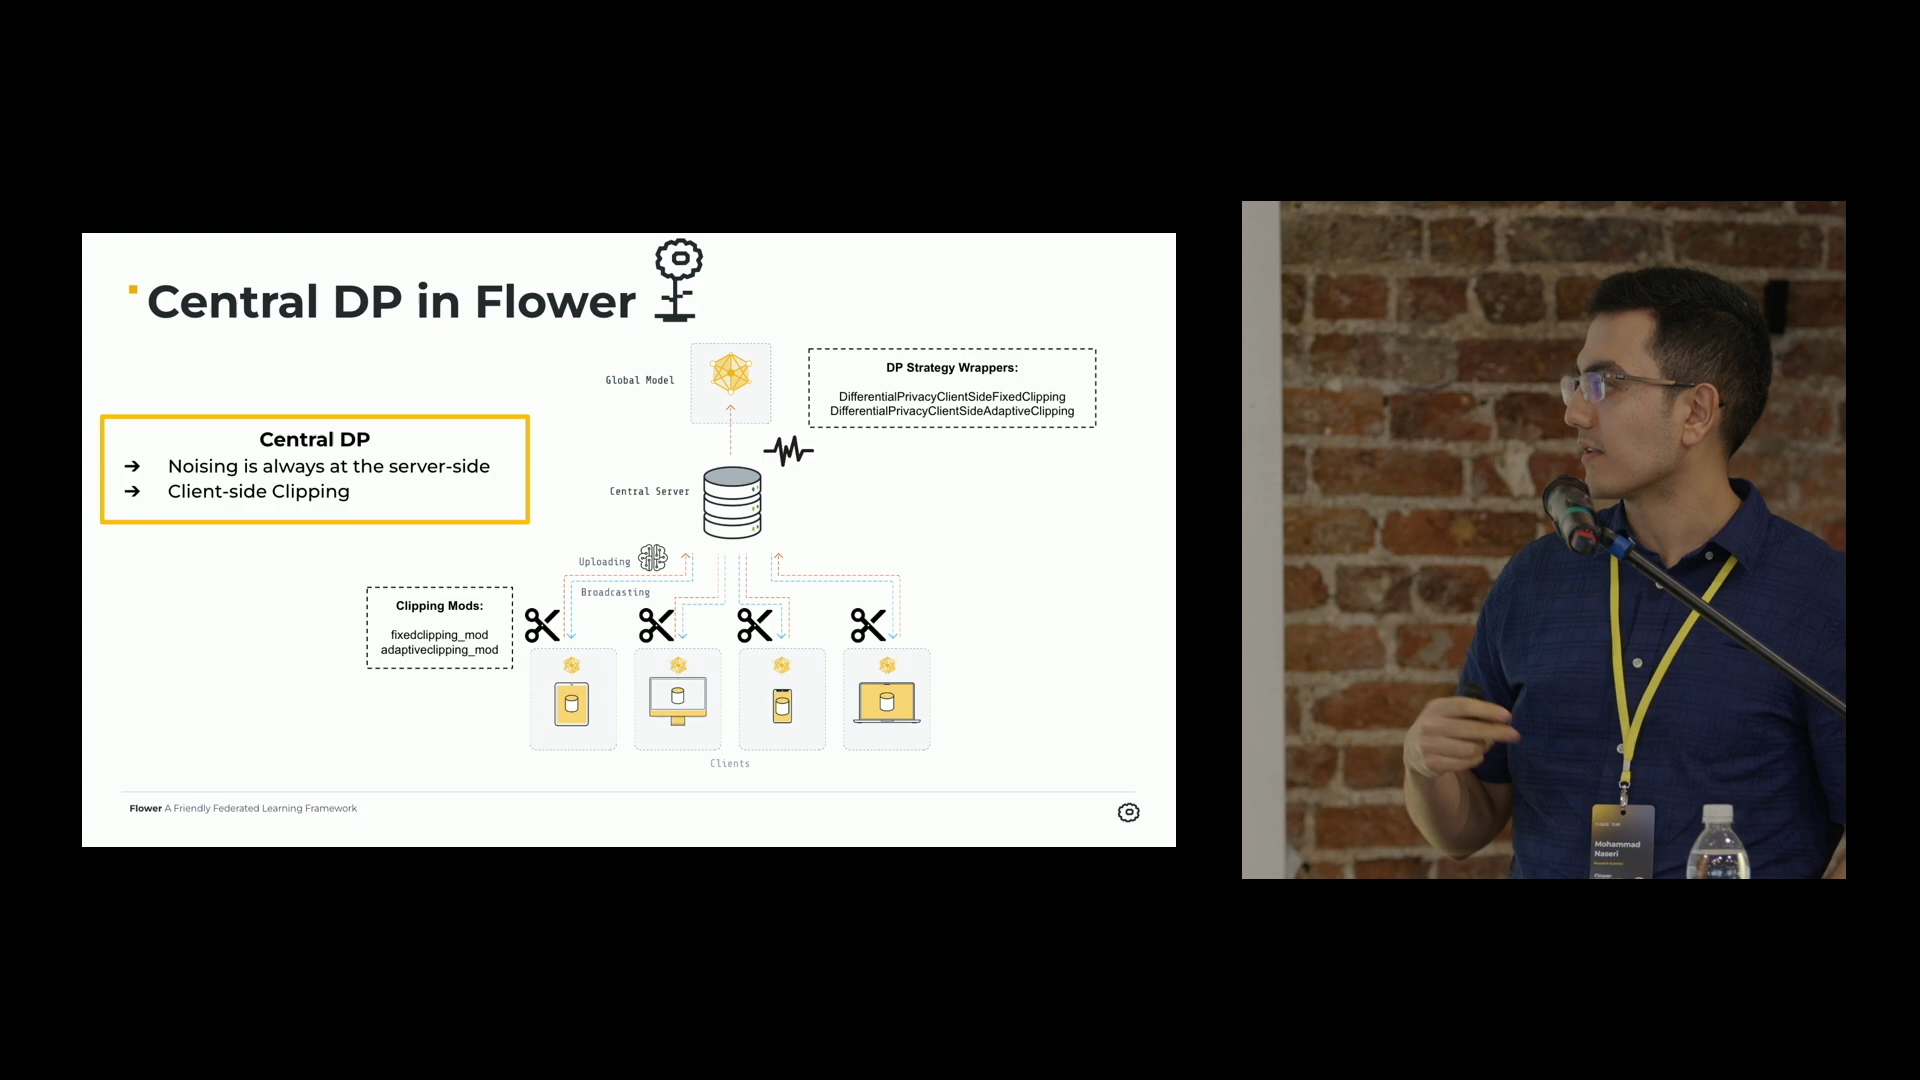 Central DP in Flower
Global Model
DP Strategy Wrappers:
DifferentialPrivacyClientSideFixedClipping
DifferentialPrivacyClientSideAdaptiveClipping
Central DP
➔ Noising is always at the server-side
➔ Client-side Clipping
Central Server
Uploading
Broadcasting
Clipping Mods:
fixedclipping_mod
adaptiveclipping_mod
Clients
Flower A Friendly Federated Learning Framework
Mohammad
Naseri
Flower